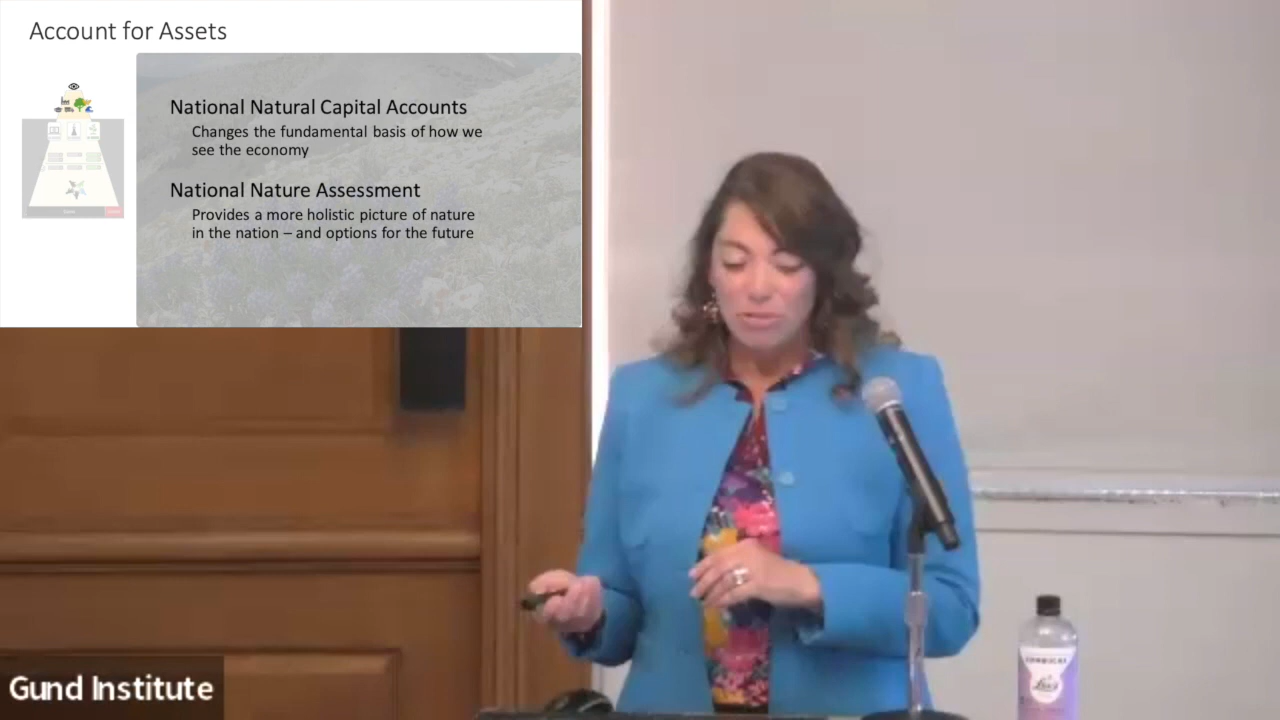 Account for Assets
National Natural Capital Accounts
Changes the fundamental basis of how we
see the economy
National Nature Assessment
Provides a more holistic picture of nature
in the nation – and options for the future
Gund Institute